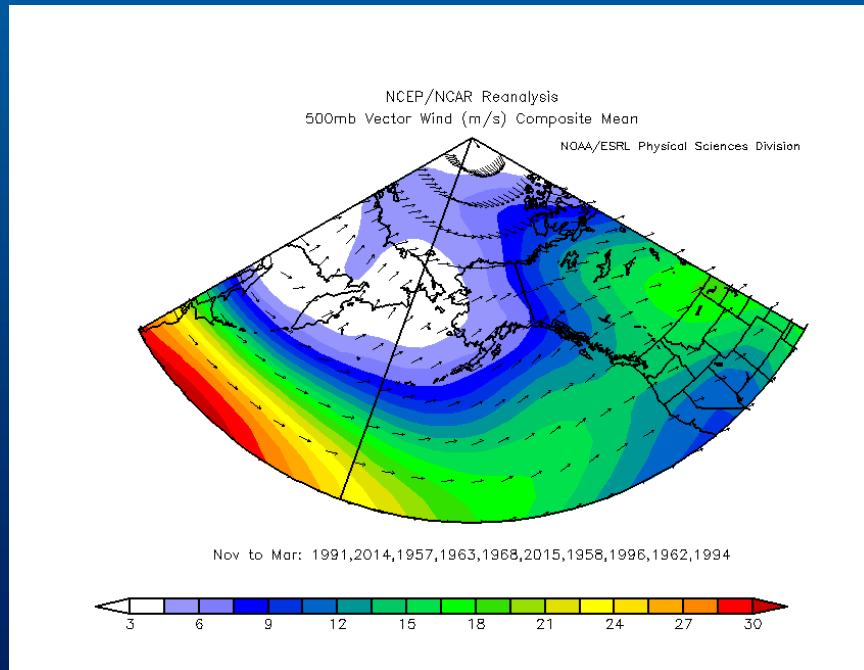 NCEP/NCAR Reanalysis
500mb Vector Wind (m/s) Composite Mean
NOAA/ESRL Physical Sciences Division
Nov to Mar: 1991,2014,1957,1963,1968,2015,1958,1996,1962,1994
3 6 9 12 15 18 21 24 27 30